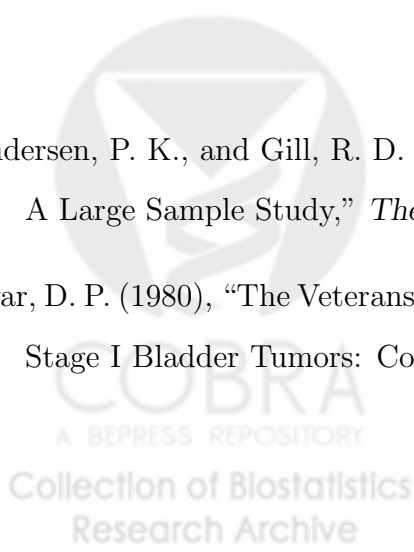 ndersen, P. K., and Gill, R. D.
A Large Sample Study,” The
ar, D. P. (1980), “The Veterans
Stage I Bladder Tumors: Co
COBRA
A BEPRESS REPOSITORY
Collection of Biostatistics
Research Archive